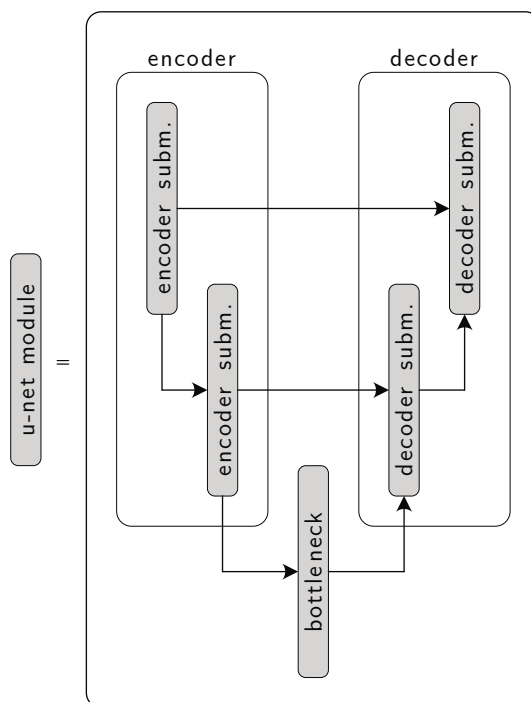 encoder
decoder
encoder subm.
decoder subm.
u-net module
=
encoder subm.
decoder subm.
bottleneck